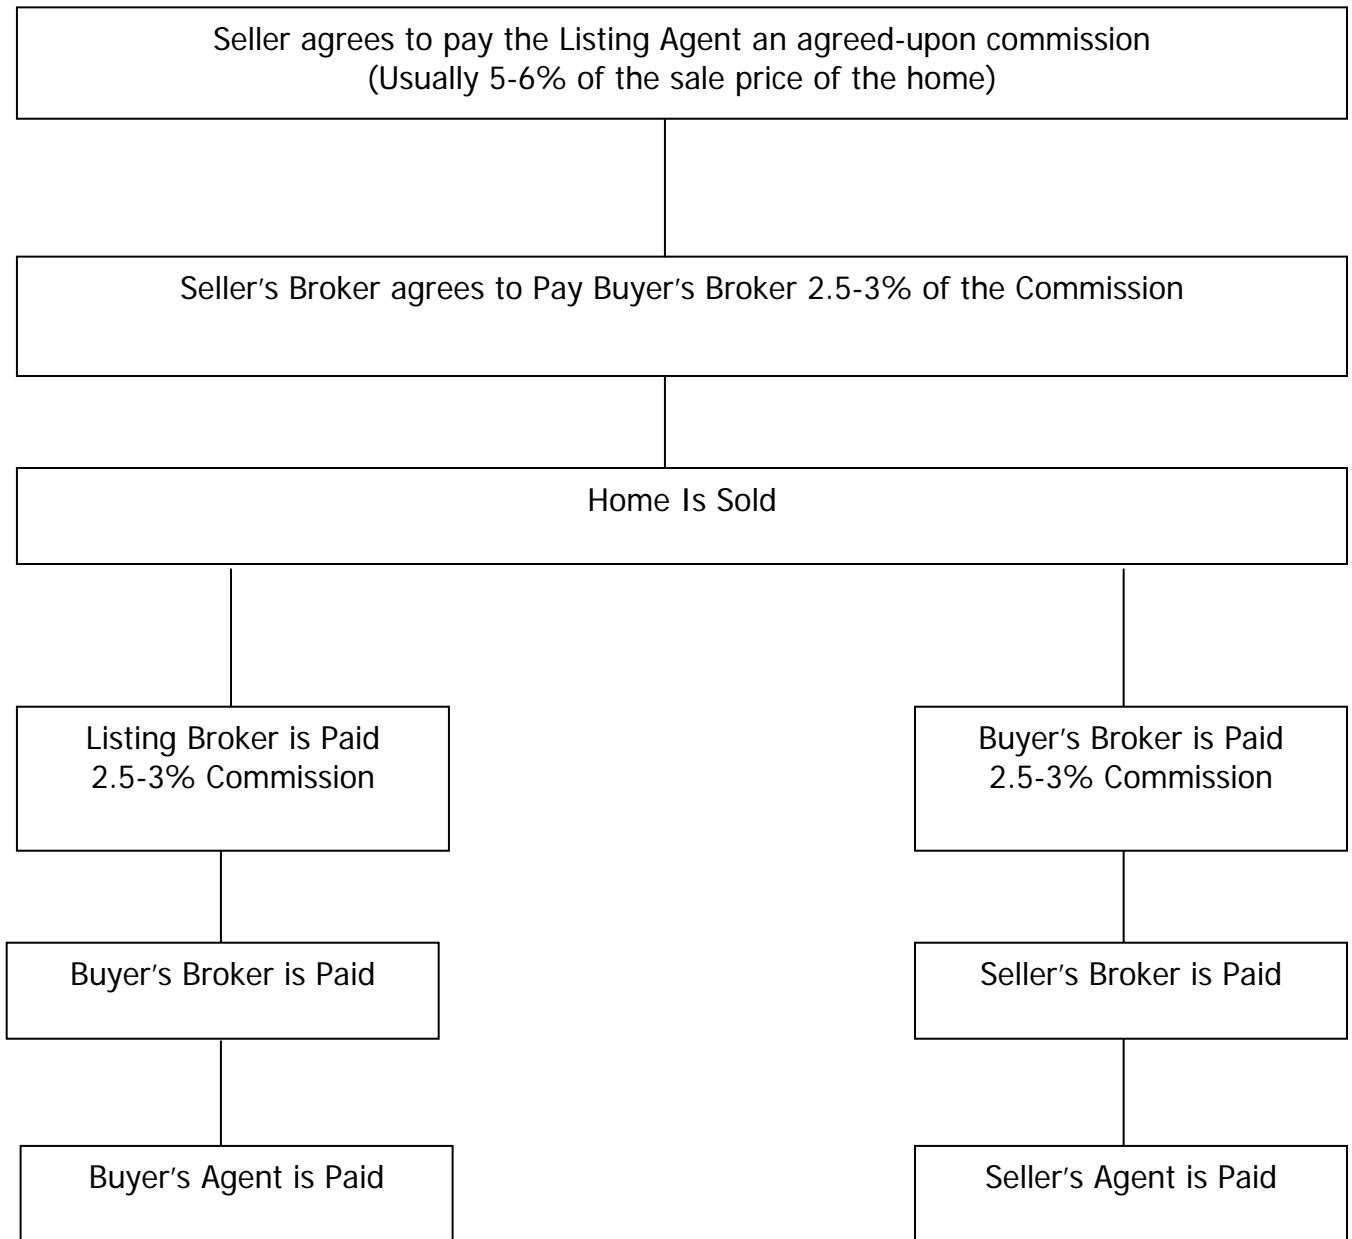 Seller agrees to pay the Listing Agent an agreed-upon commission
(Usually 5-6% of the sale price of the home)
Seller's Broker agrees to Pay Buyer's Broker 2.5-3% of the Commission
Home Is Sold
Listing Broker is Paid
2.5-3% Commission
Buyer's Broker is Paid
2.5-3% Commission
Buyer's Broker is Paid
Seller's Broker is Paid
Buyer's Agent is Paid
Seller's Agent is Paid